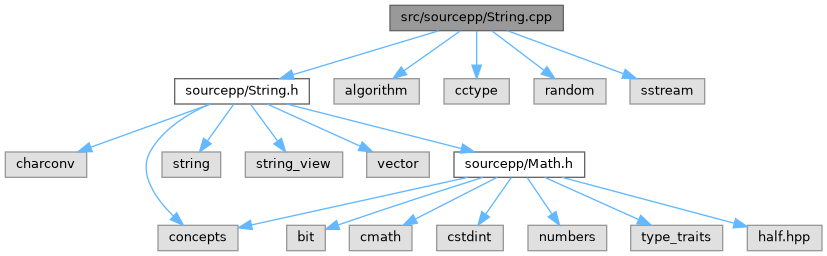 src/sourcepp/String.cpp
sourcepp/String.h
algorithm
cctype
random
sstream
charconv
string
string_view
vector
sourcepp/Math.h
concepts
bit
cmath
cstdint
numbers
type_traits
half.hpp